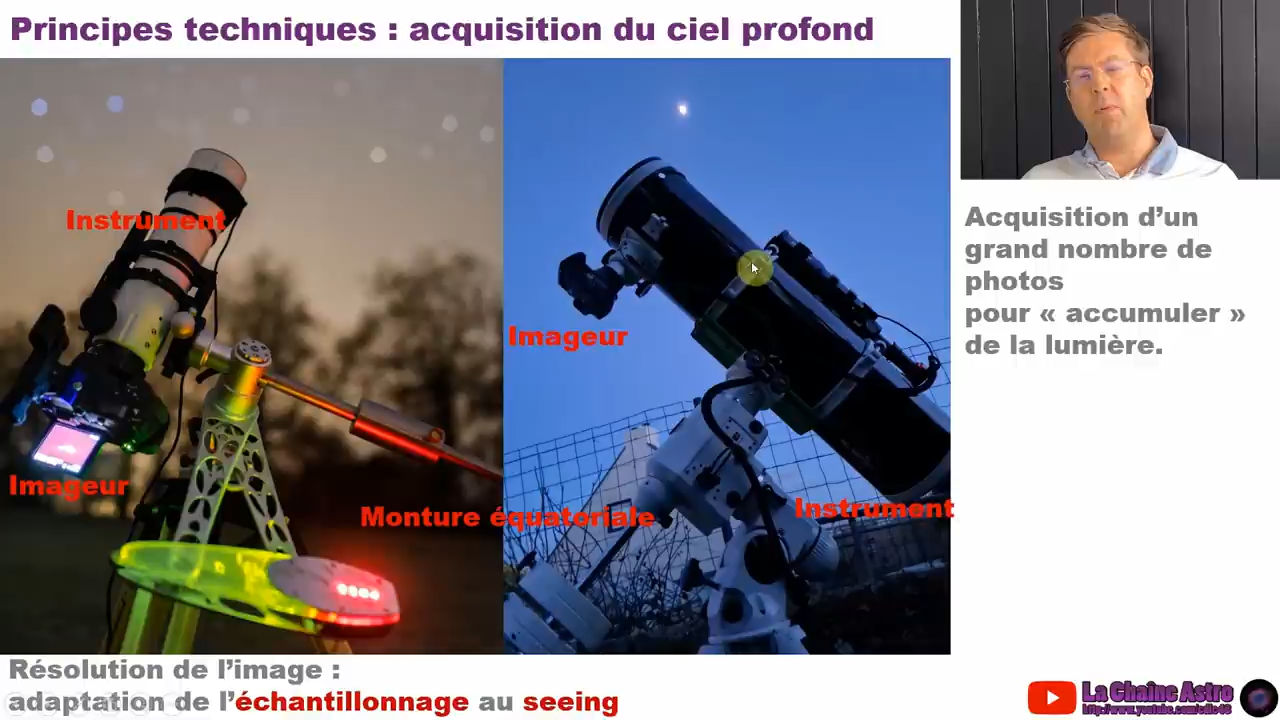 Principes techniques : acquisition du ciel profond
Instrument
Imageur
Imageur
Monture équatoriale
Instrument
Acquisition d’un
grand nombre de
photos
pour « accumuler »
de la lumière.
Résolution de l’image :
adaptation de l’échantillonnage au seeing
La Chaîne Astro